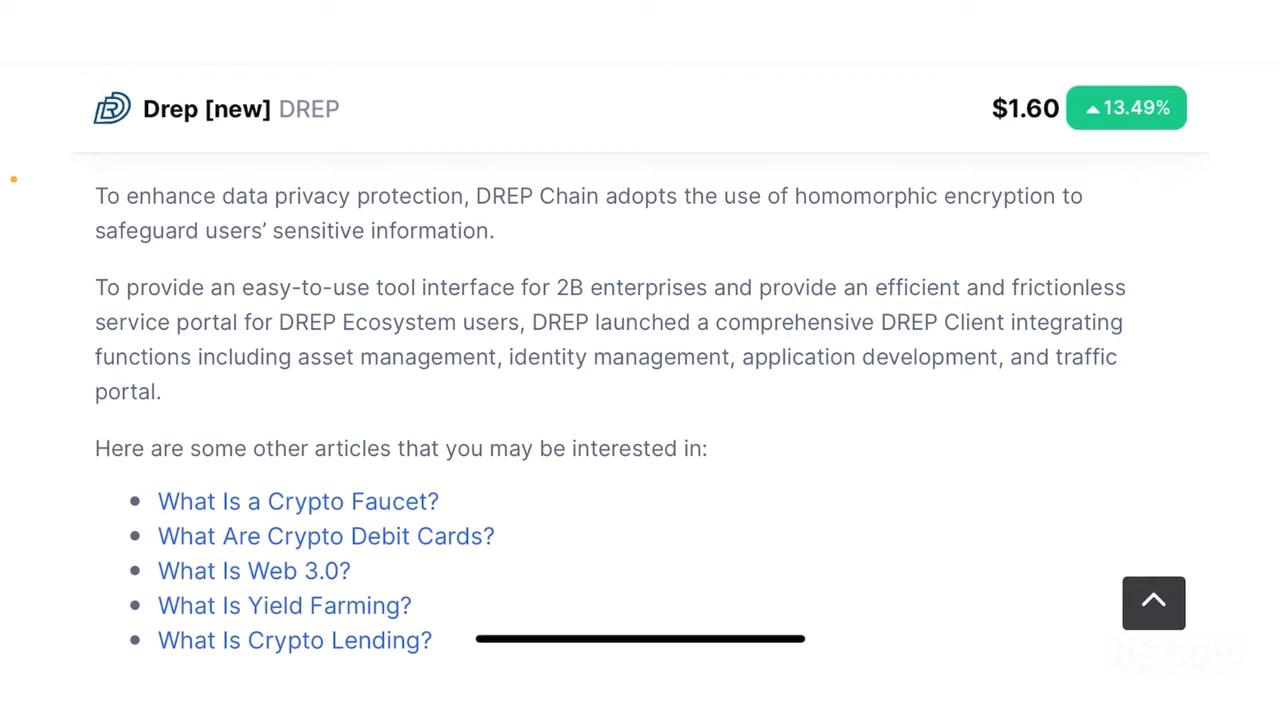 Drep [new] DREP
$1.60 13.49%
To enhance data privacy protection, DREP Chain adopts the use of homomorphic encryption to
safeguard users’ sensitive information.
To provide an easy-to-use tool interface for 2B enterprises and provide an efficient and frictionless
service portal for DREP Ecosystem users, DREP launched a comprehensive DREP Client integrating
functions including asset management, identity management, application development, and traffic
portal.
Here are some other articles that you may be interested in:
What Is a Crypto Faucet?
What Are Crypto Debit Cards?
What Is Web 3.0?
What Is Yield Farming?
What Is Crypto Lending?